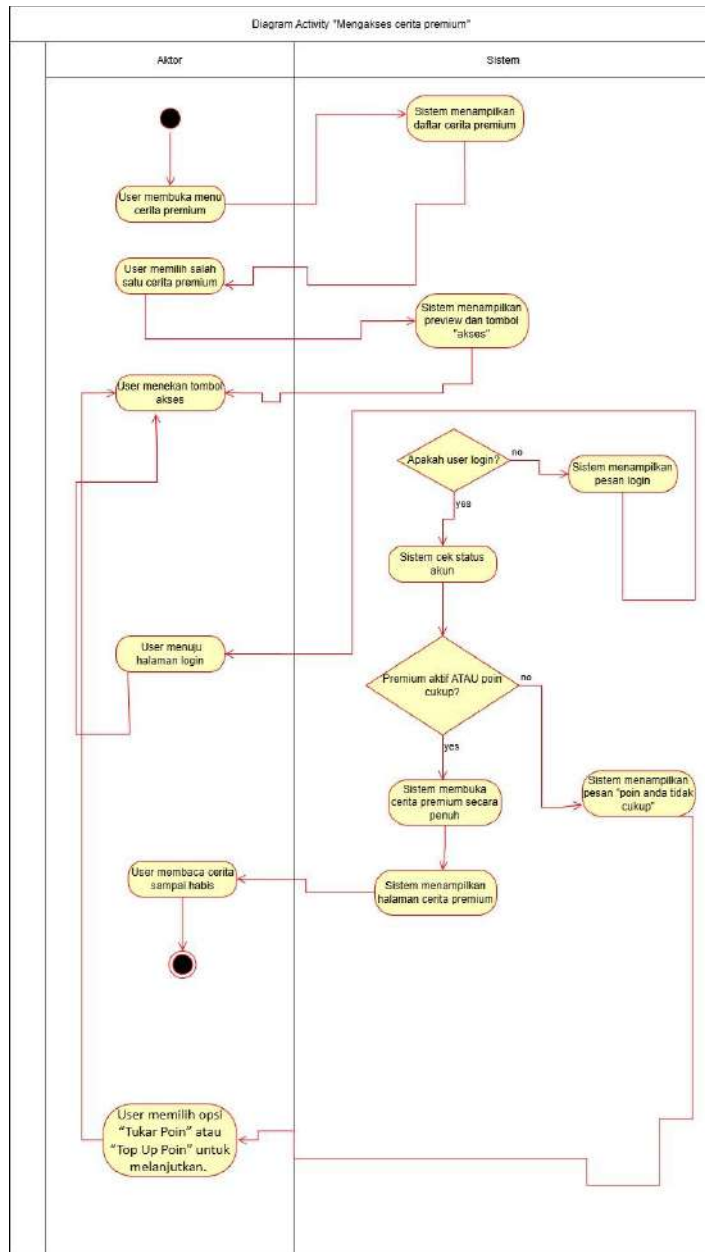 Diagram Activity "Mengakses cerita premium"
Aktor
Sistem
Sistem menampilkan
daftar cerita premium
User membuka menu
cerita premium
User memilih salah
satu cerita premium
Sistem menampilkan
preview dan tombol
"akses"
User menekan tombol
akses
Apakah user login?
no
Sistem menampilkan
pesan login
yes
Sistem cek status
akun
User menuju
halaman login
Premium aktif ATAU poin
cukup?
no
yes
Sistem membuka
cerita premium secara
penuh
Sistem menampilkan
pesan "poin anda tidak
cukup"
User membaca cerita
sampai habis
Sistem menampilkan
halaman cerita premium
User memilih opsi
“Tukar Poin” atau
“Top Up Poin” untuk
melanjutkan.